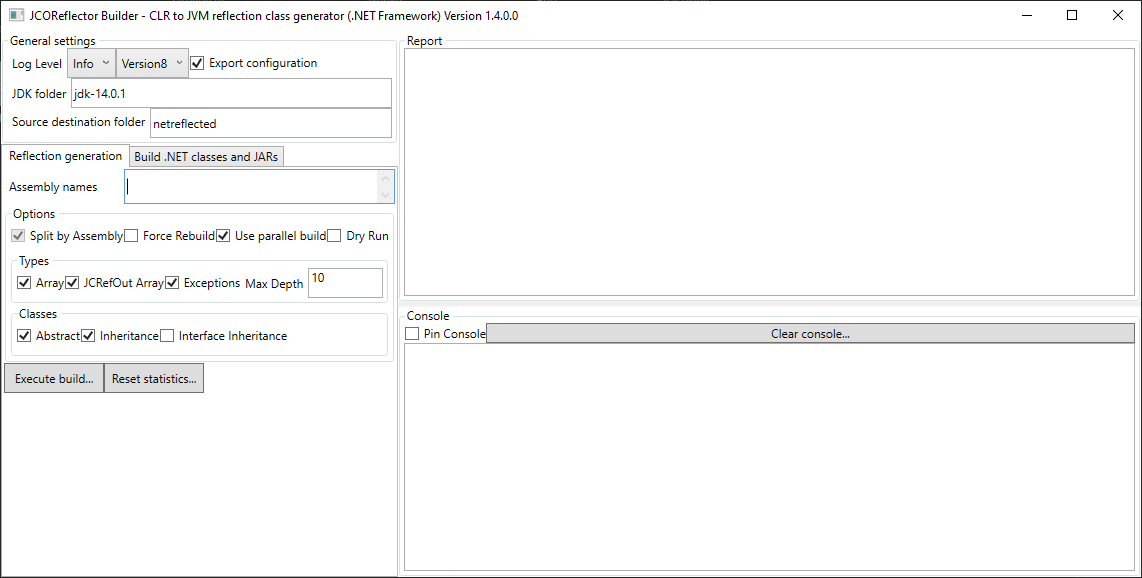 JCOReflector Builder - CLR to JVM reflection class generator (.NET Framework) Version 1.4.0.0
General settings
Log Level Info Version8 Export configuration
JDK folder jdk-14.0.1
Source destination folder netreflected
Reflection generation Build .NET classes and JARs
Assembly names
Options
Split by Assembly Force Rebuild Use parallel build Dry Run
Types
Array JCRefOut Array Exceptions Max Depth 10
Classes
Abstract Inheritance Interface Inheritance
Execute build... Reset statistics...
Report
Console
Pin Console Clear console...